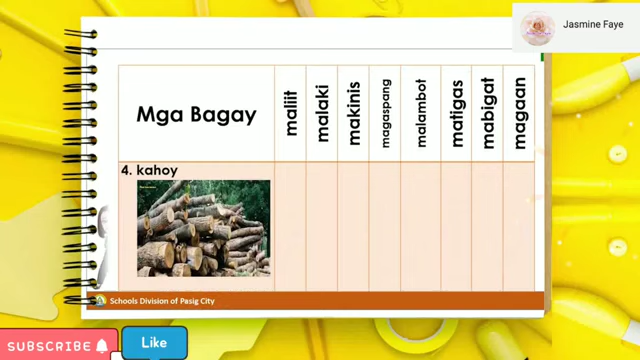 Jasmine Faye
Mga Bagay
maliit
malaki
makinis
magaspang
malambot
matigas
mabigat
magaan
4. kahoy
Schools Division of Pasig City
SUBSCRIBE
Like